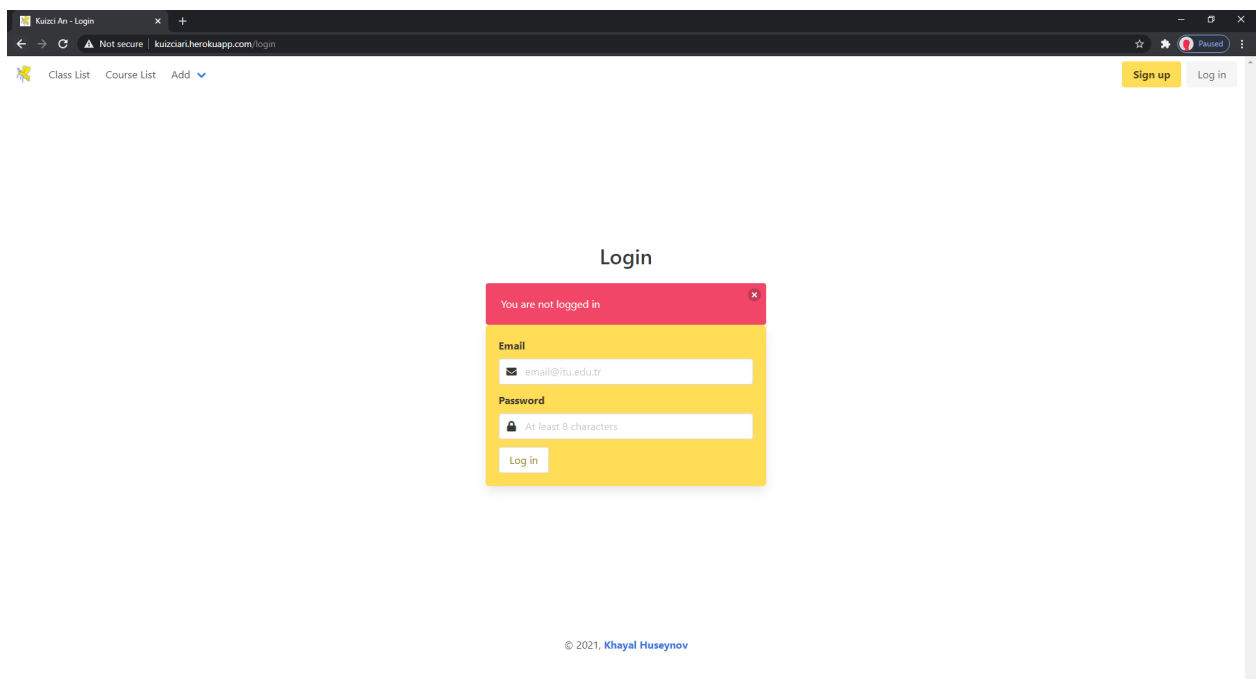 Kuizci Arı - Login
Not secure | kuizciari.herokuapp.com/login
Paused
Class List Course List Add
Sign up Log in
Login
You are not logged in
Email
email@itu.edu.tr
Password
At least 8 characters
Log in
© 2021, Khayal Huseynov